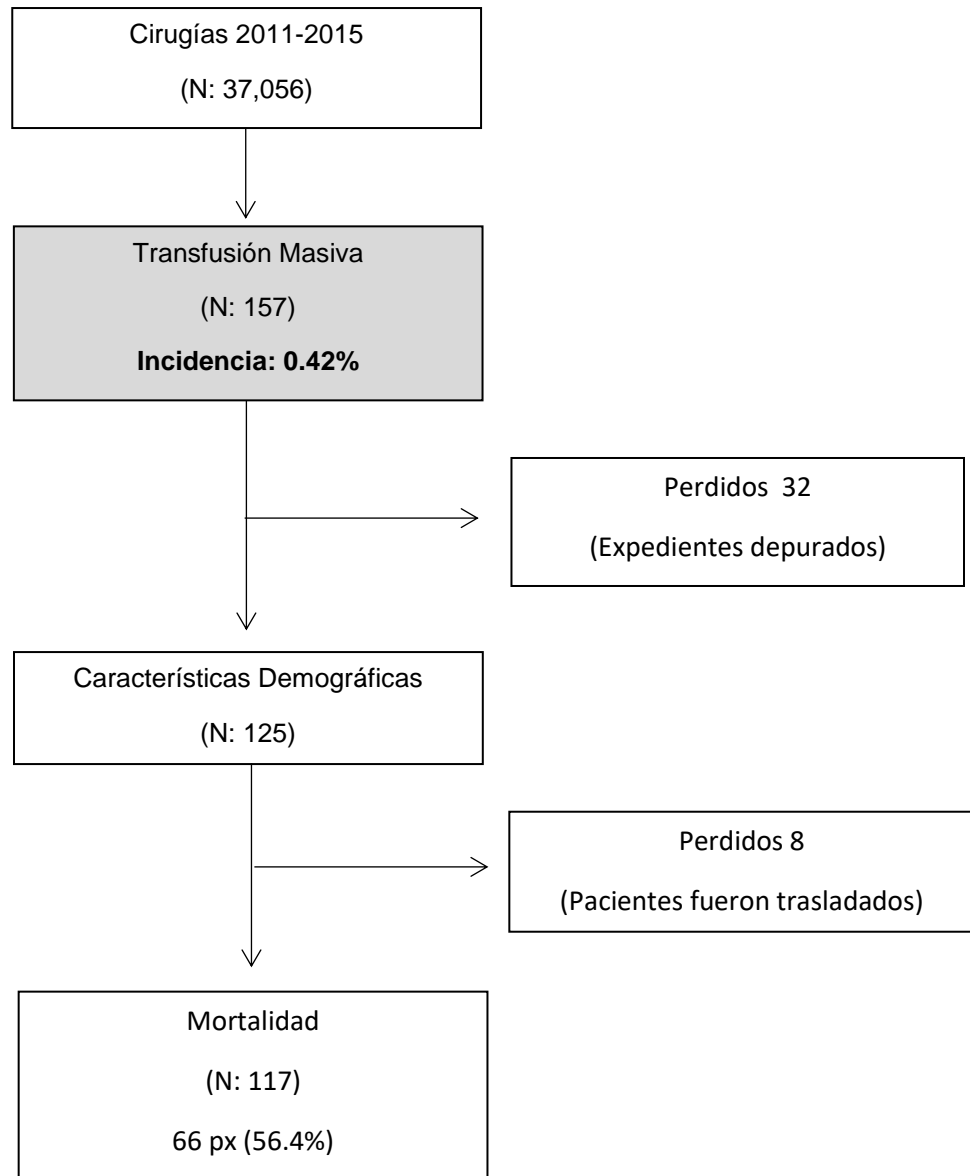 Cirugías 2011-2015
(N: 37,056)
Transfusión Masiva
(N: 157)
Incidencia: 0.42%
Perdidos 32
(Expedientes depurados)
Características Demográficas
(N: 125)
Perdidos 8
(Pacientes fueron trasladados)
Mortalidad
(N: 117)
66 px (56.4%)